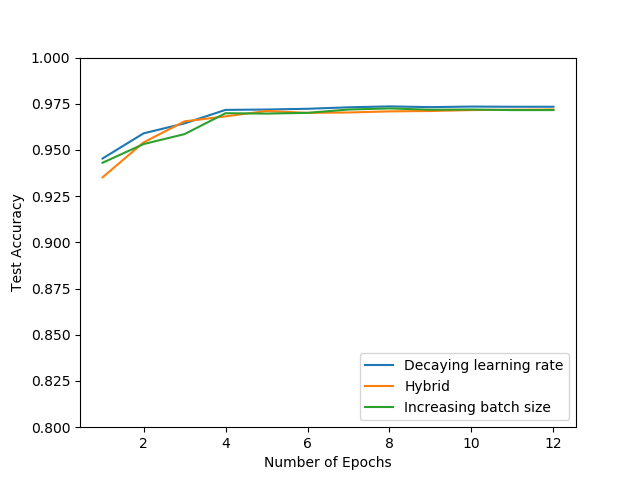 1.000
0.975
0.950
0.925
0.900
0.875
0.850
0.825
0.800
Test Accuracy
Decaying learning rate
Hybrid
Increasing batch size
2 4 6 8 10 12
Number of Epochs